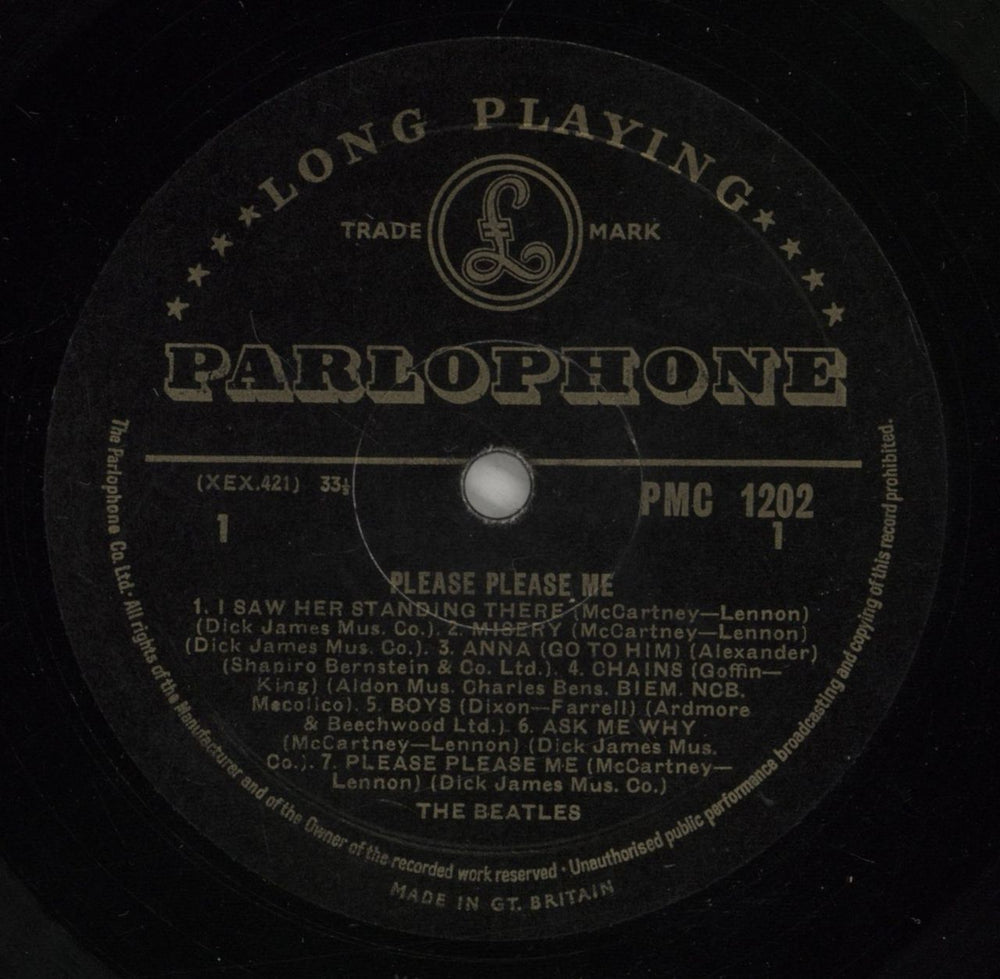 ★★★★ LONG PLAYING ★★★★
TRADE £ MARK
PARLOPHONE
(XEX.421) 33⅓
PMC 1202
1
1
PLEASE PLEASE ME
1. I SAW HER STANDING THERE (McCartney—Lennon)
(Dick James Mus. Co.). 2. MISERY (McCartney—Lennon)
(Dick James Mus. Co.). 3. ANNA (GO TO HIM) (Alexander)
(Shapiro Bernstein & Co. Ltd.). 4. CHAINS (Goffin—
King) (Aldon Mus. Charles Bens. BIEM. NCB.
Mecolico). 5. BOYS (Dixon—Farrell) (Ardmore
& Beechwood Ltd.). 6. ASK ME WHY
(McCartney—Lennon) (Dick James Mus.
Co.). 7. PLEASE PLEASE ME (McCartney—
Lennon) (Dick James Mus. Co.)
THE BEATLES
The Parlophone Co. Ltd. · All rights of the Manufacturer and of the Owner of the recorded work reserved · Unauthorised public performance broadcasting and copying of this record prohibited.
MADE IN GT. BRITAIN